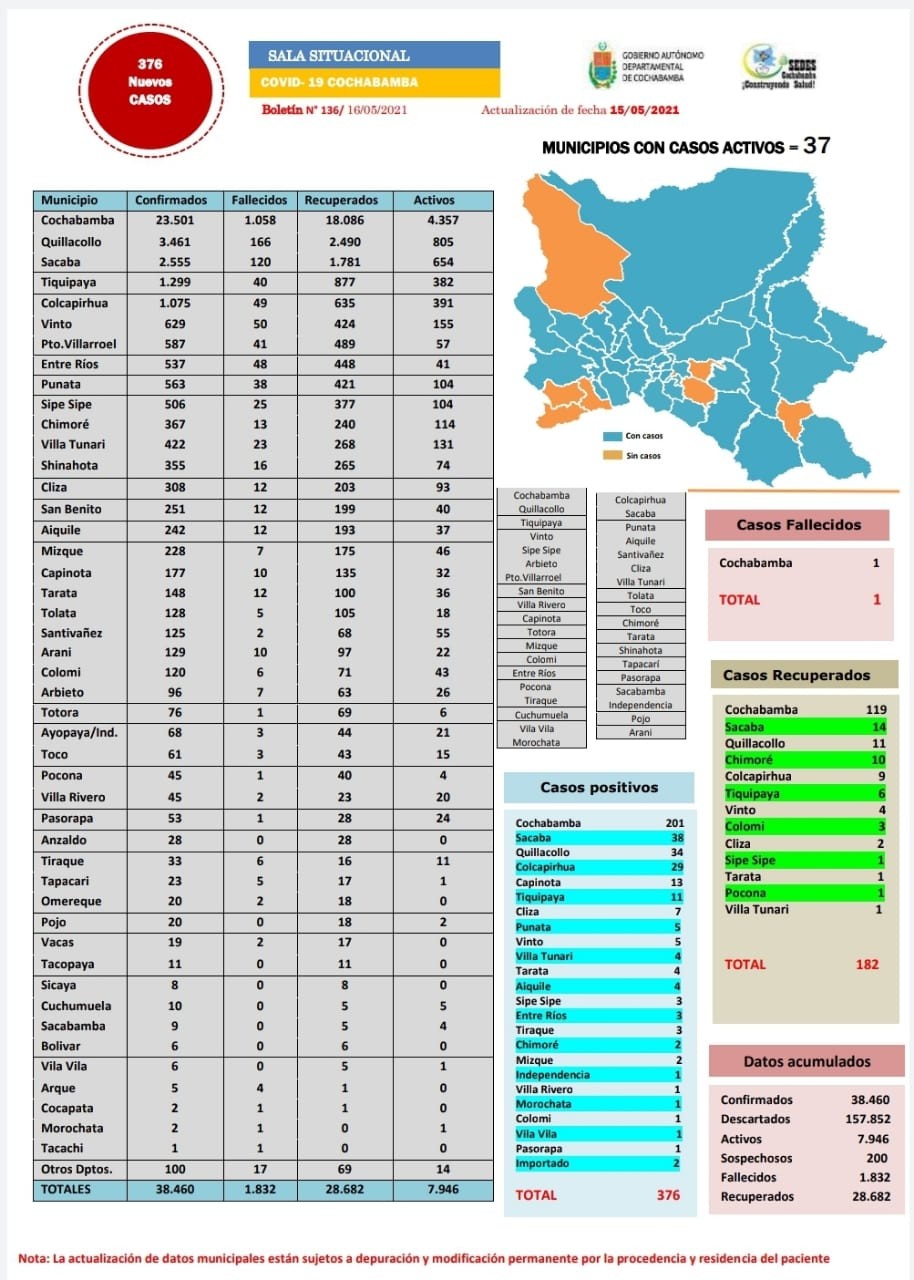 376
Nuevos
CASOS
SALA SITUACIONAL
COVID- 19 COCHABAMBA
Boletín N° 136/ 16/05/2021
Actualización de fecha 15/05/2021
GOBIERNO AUTÓNOMO
DEPARTAMENTAL
DE COCHABAMBA
SEDES
Cochabamba
¡Construyendo Salud!
MUNICIPIOS CON CASOS ACTIVOS = 37
Municipio Confirmados Fallecidos Recuperados Activos
Cochabamba 23.501 1.058 18.086 4.357
Quillacollo 3.461 166 2.490 805
Sacaba 2.555 120 1.781 654
Tiquipaya 1.299 40 877 382
Colcapirhua 1.075 49 635 391
Vinto 629 50 424 155
Pto.Villarroel 587 41 489 57
Entre Ríos 537 48 448 41
Punata 563 38 421 104
Sipe Sipe 506 25 377 104
Chimoré 367 13 240 114
Villa Tunari 422 23 268 131
Shinahota 355 16 265 74
Cliza 308 12 203 93
San Benito 251 12 199 40
Aiquile 242 12 193 37
Mizque 228 7 175 46
Capinota 177 10 135 32
Tarata 148 12 100 36
Tolata 128 5 105 18
Santivañez 125 2 68 55
Arani 129 10 97 22
Colomi 120 6 71 43
Arbieto 96 7 63 26
Totora 76 1 69 6
Ayopaya/Ind. 68 3 44 21
Toco 61 3 43 15
Pocona 45 1 40 4
Villa Rivero 45 2 23 20
Pasorapa 53 1 28 24
Anzaldo 28 0 28 0
Tiraque 33 6 16 11
Tapacari 23 5 17 1
Omereque 20 2 18 0
Pojo 20 0 18 2
Vacas 19 2 17 0
Tacopaya 11 0 11 0
Sicaya 8 0 8 0
Cuchumuela 10 0 5 5
Sacabamba 9 0 5 4
Bolivar 6 0 6 0
Vila Vila 6 0 5 1
Arque 5 4 1 0
Cocapata 2 1 1 0
Morochata 2 1 0 1
Tacachi 1 1 0 0
Otros Dptos. 100 17 69 14
TOTALES 38.460 1.832 28.682 7.946
Con casos
Sin casos
Cochabamba
Quillacollo
Tiquipaya
Vinto
Sipe Sipe
Arbieto
Pto.Villarroel
San Benito
Villa Rivero
Capinota
Totora
Mizque
Colomi
Entre Ríos
Pocona
Tiraque
Cuchumuela
Vila Vila
Morochata
Colcapirhua
Sacaba
Punata
Aiquile
Santivañez
Cliza
Villa Tunari
Tolata
Toco
Chimoré
Tarata
Shinahota
Tapacarí
Pasorapa
Sacabamba
Independencia
Pojo
Arani
Casos positivos
Cochabamba 201
Sacaba 38
Quillacollo 34
Colcapirhua 29
Capinota 13
Tiquipaya 11
Cliza 7
Punata 5
Vinto 5
Villa Tunari 4
Tarata 4
Aiquile 4
Sipe Sipe 3
Entre Ríos 3
Tiraque 3
Chimoré 2
Mizque 2
Independencia 1
Villa Rivero 1
Morochata 1
Colomi 1
Vila Vila 1
Pasorapa 1
Importado 2
TOTAL 376
Casos Fallecidos
Cochabamba 1
TOTAL 1
Casos Recuperados
Cochabamba 119
Sacaba 14
Quillacollo 11
Chimoré 10
Colcapirhua 9
Tiquipaya 6
Vinto 4
Colomi 3
Cliza 2
Sipe Sipe 1
Tarata 1
Pocona 1
Villa Tunari 1
TOTAL 182
Datos acumulados
Confirmados 38.460
Descartados 157.852
Activos 7.946
Sospechosos 200
Fallecidos 1.832
Recuperados 28.682
Nota: La actualización de datos municipales están sujetos a depuración y modificación permanente por la procedencia y residencia del paciente